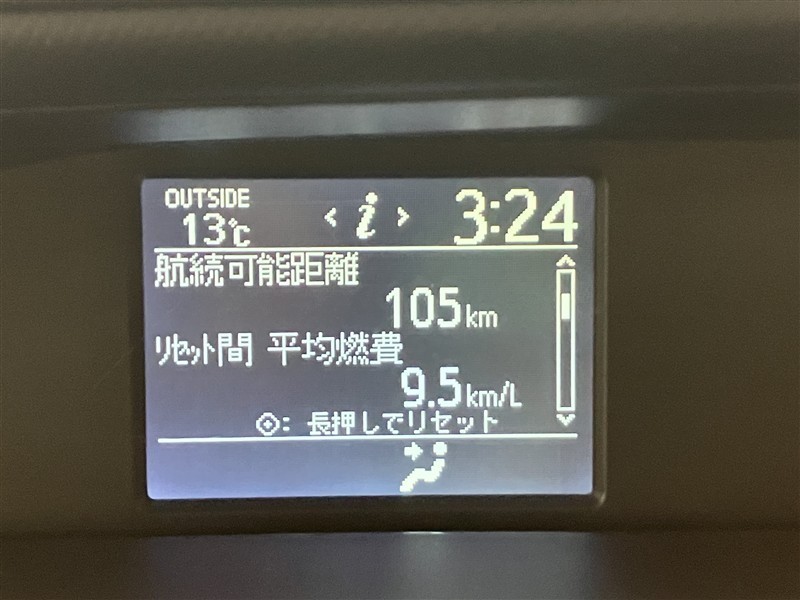 OUTSIDE
13℃
< i >
3:24
航続可能距離
105km
リセット間 平均燃費
9.5km/L
◎: 長押しでリセット